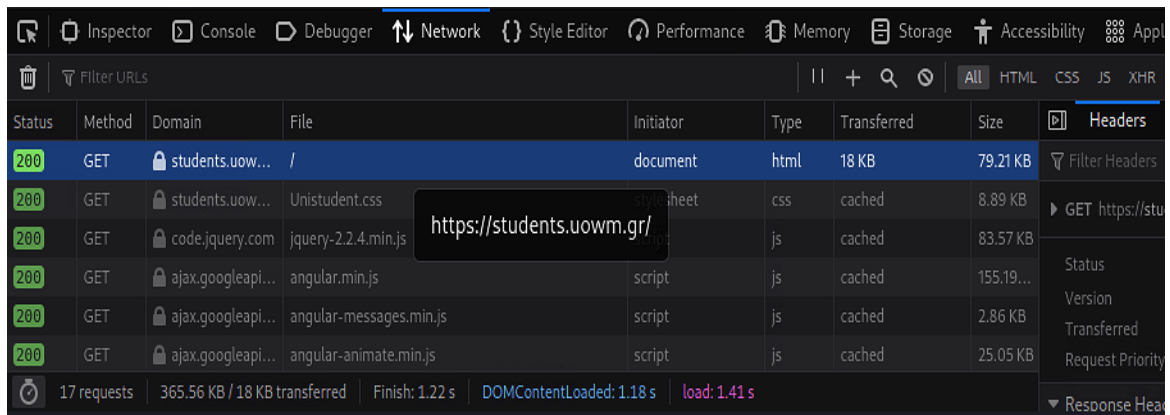 Inspector Console Debugger Network {} Style Editor Performance Memory Storage Accessibility Appl
Filter URLs All HTML CSS JS XHR
Status Method Domain File Initiator Type Transferred Size Headers
200 GET students.uow... / document html 18 KB 79.21 KB Filter Headers
200 GET students.uow... Unistudent.css stylesheet css cached 8.89 KB
GET https://stu
https://students.uowm.gr/
200 GET code.jquery.com jquery-2.2.4.min.js script js cached 83.57 KB
200 GET ajax.googleapi... angular.min.js script js cached 155.19...
Status
200 GET ajax.googleapi... angular-messages.min.js script js cached 2.86 KB
Version
Transferred
200 GET ajax.googleapi... angular-animate.min.js script js cached 25.05 KB
Request Priority
17 requests 365.56 KB / 18 KB transferred Finish: 1.22 s DOMContentLoaded: 1.18 s load: 1.41 s
Response Head